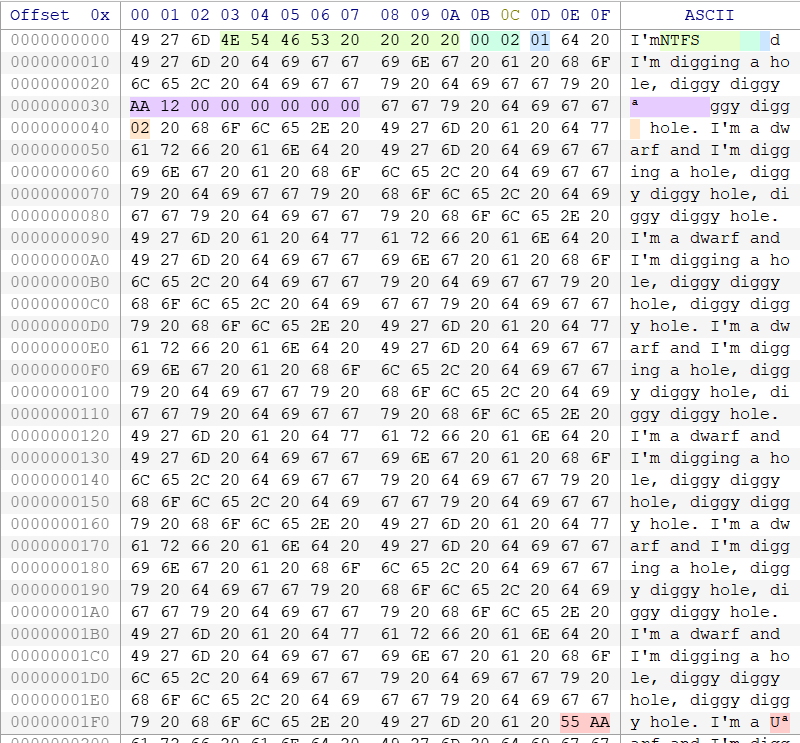 Offset 0x 00 01 02 03 04 05 06 07 08 09 0A 0B 0C 0D 0E 0F ASCII
0000000000 49 27 6D 4E 54 46 53 20 20 20 20 00 02 01 64 20 I'mNTFS d
0000000010 49 27 6D 20 64 69 67 67 69 6E 67 20 61 20 68 6F I'm digging a ho
0000000020 6C 65 2C 20 64 69 67 67 79 20 64 69 67 67 79 20 le, diggy diggy
0000000030 AA 12 00 00 00 00 00 00 67 67 79 20 64 69 67 67 ª ggy digg
0000000040 02 20 68 6F 6C 65 2E 20 49 27 6D 20 61 20 64 77 hole. I'm a dw
0000000050 61 72 66 20 61 6E 64 20 49 27 6D 20 64 69 67 67 arf and I'm digg
0000000060 69 6E 67 20 61 20 68 6F 6C 65 2C 20 64 69 67 67 ing a hole, digg
0000000070 79 20 64 69 67 67 79 20 68 6F 6C 65 2C 20 64 69 y diggy hole, di
0000000080 67 67 79 20 64 69 67 67 79 20 68 6F 6C 65 2E 20 ggy diggy hole.
0000000090 49 27 6D 20 61 20 64 77 61 72 66 20 61 6E 64 20 I'm a dwarf and
00000000A0 49 27 6D 20 64 69 67 67 69 6E 67 20 61 20 68 6F I'm digging a ho
00000000B0 6C 65 2C 20 64 69 67 67 79 20 64 69 67 67 79 20 le, diggy diggy
00000000C0 68 6F 6C 65 2C 20 64 69 67 67 79 20 64 69 67 67 hole, diggy digg
00000000D0 79 20 68 6F 6C 65 2E 20 49 27 6D 20 61 20 64 77 y hole. I'm a dw
00000000E0 61 72 66 20 61 6E 64 20 49 27 6D 20 64 69 67 67 arf and I'm digg
00000000F0 69 6E 67 20 61 20 68 6F 6C 65 2C 20 64 69 67 67 ing a hole, digg
0000000100 79 20 64 69 67 67 79 20 68 6F 6C 65 2C 20 64 69 y diggy hole, di
0000000110 67 67 79 20 64 69 67 67 79 20 68 6F 6C 65 2E 20 ggy diggy hole.
0000000120 49 27 6D 20 61 20 64 77 61 72 66 20 61 6E 64 20 I'm a dwarf and
0000000130 49 27 6D 20 64 69 67 67 69 6E 67 20 61 20 68 6F I'm digging a ho
0000000140 6C 65 2C 20 64 69 67 67 79 20 64 69 67 67 79 20 le, diggy diggy
0000000150 68 6F 6C 65 2C 20 64 69 67 67 79 20 64 69 67 67 hole, diggy digg
0000000160 79 20 68 6F 6C 65 2E 20 49 27 6D 20 61 20 64 77 y hole. I'm a dw
0000000170 61 72 66 20 61 6E 64 20 49 27 6D 20 64 69 67 67 arf and I'm digg
0000000180 69 6E 67 20 61 20 68 6F 6C 65 2C 20 64 69 67 67 ing a hole, digg
0000000190 79 20 64 69 67 67 79 20 68 6F 6C 65 2C 20 64 69 y diggy hole, di
00000001A0 67 67 79 20 64 69 67 67 79 20 68 6F 6C 65 2E 20 ggy diggy hole.
00000001B0 49 27 6D 20 61 20 64 77 61 72 66 20 61 6E 64 20 I'm a dwarf and
00000001C0 49 27 6D 20 64 69 67 67 69 6E 67 20 61 20 68 6F I'm digging a ho
00000001D0 6C 65 2C 20 64 69 67 67 79 20 64 69 67 67 79 20 le, diggy diggy
00000001E0 68 6F 6C 65 2C 20 64 69 67 67 79 20 64 69 67 67 hole, diggy digg
00000001F0 79 20 68 6F 6C 65 2E 20 49 27 6D 20 61 20 55 AA y hole. I'm a Uª